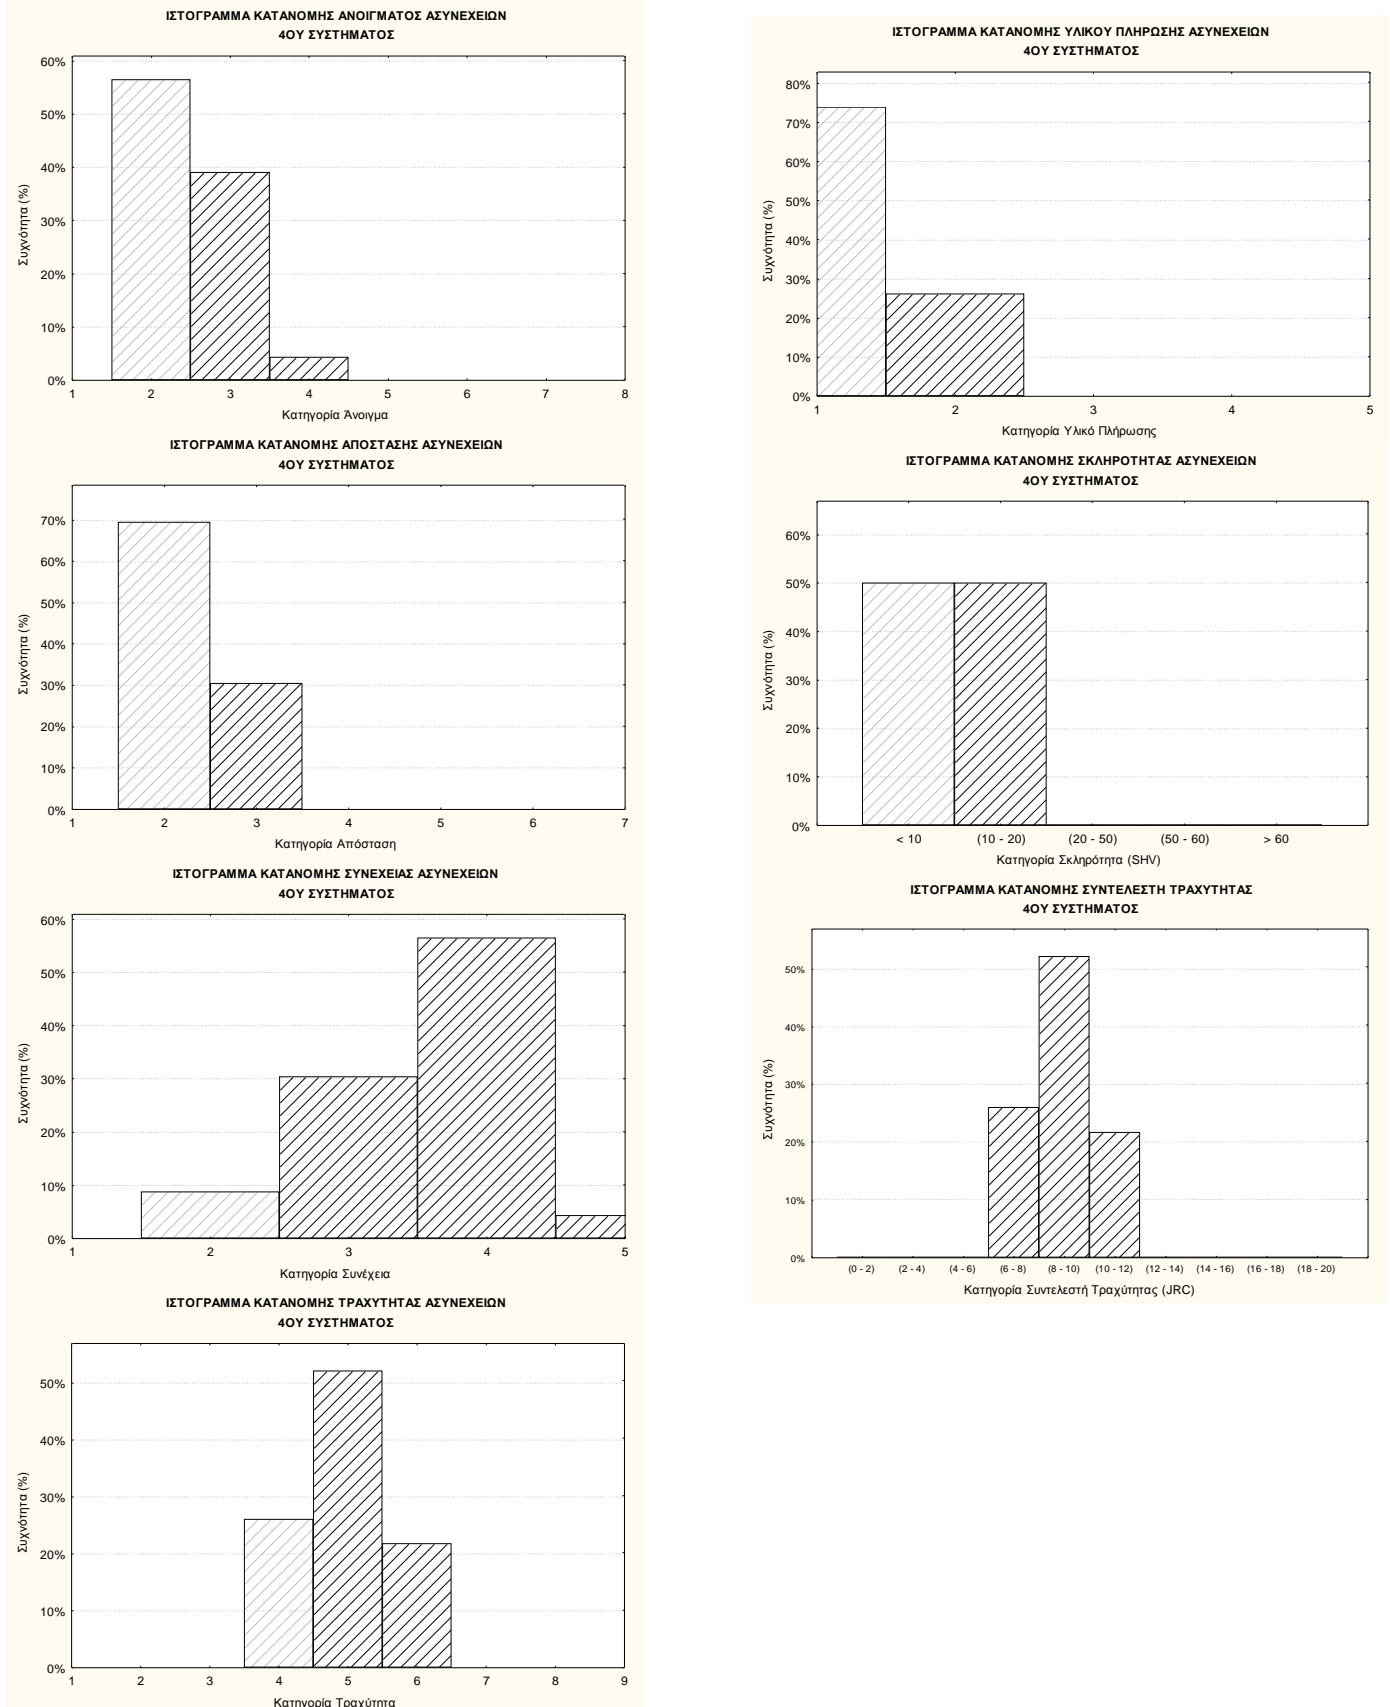 ΙΣΤΟΓΡΑΜΜΑ ΚΑΤΑΝΟΜΗΣ ΑΝΟΙΓΜΑΤΟΣ ΑΣΥΝΕΧΕΙΩΝ
4ΟΥ ΣΥΣΤΗΜΑΤΟΣ
60%
50%
40%
30%
20%
10%
0%
Συχνότητα (%)
1 2 3 4 5 6 7 8
Κατηγορία Άνοιγμα
ΙΣΤΟΓΡΑΜΜΑ ΚΑΤΑΝΟΜΗΣ ΑΠΟΣΤΑΣΗΣ ΑΣΥΝΕΧΕΙΩΝ
4ΟΥ ΣΥΣΤΗΜΑΤΟΣ
70%
60%
50%
40%
30%
20%
10%
0%
Συχνότητα (%)
1 2 3 4 5 6 7
Κατηγορία Απόσταση
ΙΣΤΟΓΡΑΜΜΑ ΚΑΤΑΝΟΜΗΣ ΣΥΝΕΧΕΙΑΣ ΑΣΥΝΕΧΕΙΩΝ
4ΟΥ ΣΥΣΤΗΜΑΤΟΣ
60%
50%
40%
30%
20%
10%
0%
Συχνότητα (%)
1 2 3 4 5
Κατηγορία Συνέχεια
ΙΣΤΟΓΡΑΜΜΑ ΚΑΤΑΝΟΜΗΣ ΤΡΑΧΥΤΗΤΑΣ ΑΣΥΝΕΧΕΙΩΝ
4ΟΥ ΣΥΣΤΗΜΑΤΟΣ
50%
40%
30%
20%
10%
0%
Συχνότητα (%)
1 2 3 4 5 6 7 8 9
Κατηγορία Τραχύτητα
ΙΣΤΟΓΡΑΜΜΑ ΚΑΤΑΝΟΜΗΣ ΥΛΙΚΟΥ ΠΛΗΡΩΣΗΣ ΑΣΥΝΕΧΕΙΩΝ
4ΟΥ ΣΥΣΤΗΜΑΤΟΣ
80%
70%
60%
50%
40%
30%
20%
10%
0%
Συχνότητα (%)
1 2 3 4 5
Κατηγορία Υλικό Πλήρωσης
ΙΣΤΟΓΡΑΜΜΑ ΚΑΤΑΝΟΜΗΣ ΣΚΛΗΡΟΤΗΤΑΣ ΑΣΥΝΕΧΕΙΩΝ
4ΟΥ ΣΥΣΤΗΜΑΤΟΣ
60%
50%
40%
30%
20%
10%
0%
Συχνότητα (%)
< 10 (10 - 20) (20 - 50) (50 - 60) > 60
Κατηγορία Σκληρότητα (SHV)
ΙΣΤΟΓΡΑΜΜΑ ΚΑΤΑΝΟΜΗΣ ΣΥΝΤΕΛΕΣΤΗ ΤΡΑΧΥΤΗΤΑΣ
4ΟΥ ΣΥΣΤΗΜΑΤΟΣ
50%
40%
30%
20%
10%
0%
Συχνότητα (%)
(0 - 2) (2 - 4) (4 - 6) (6 - 8) (8 - 10) (10 - 12) (12 - 14) (14 - 16) (16 - 18) (18 - 20)
Κατηγορία Συντελεστή Τραχύτητας (JRC)